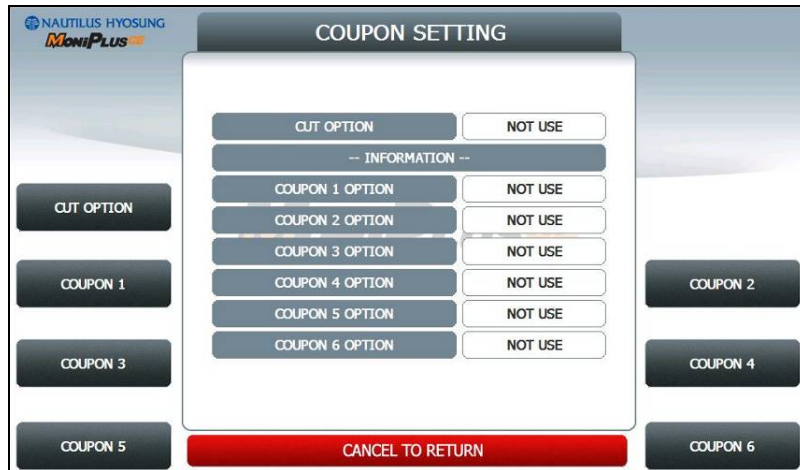 NAUTILUS HYOSUNG
MoniPlusCE
COUPON SETTING
CUT OPTION NOT USE
-- INFORMATION --
COUPON 1 OPTION NOT USE
COUPON 2 OPTION NOT USE
COUPON 3 OPTION NOT USE
COUPON 4 OPTION NOT USE
COUPON 5 OPTION NOT USE
COUPON 6 OPTION NOT USE
CUT OPTION
COUPON 1
COUPON 2
COUPON 3
COUPON 4
COUPON 5
COUPON 6
CANCEL TO RETURN